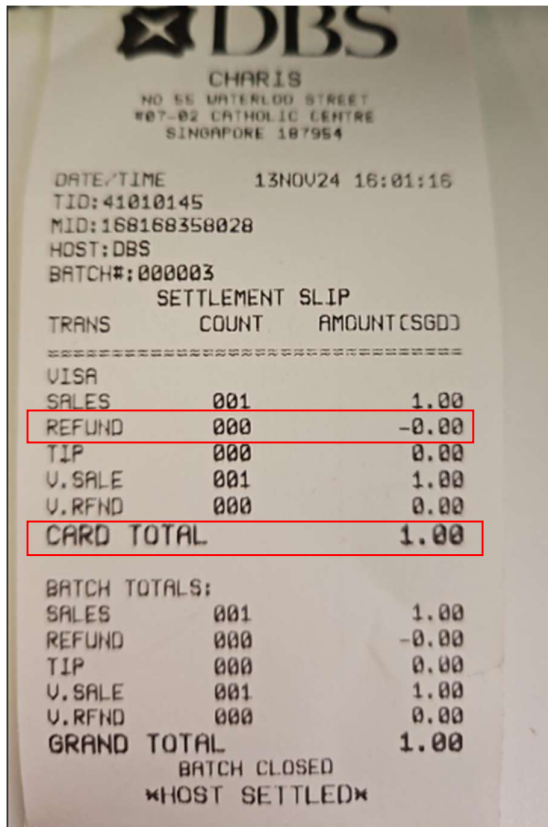 DBS
CHARIS
NO 55 WATERLOO STREET
#07-02 CATHOLIC CENTRE
SINGAPORE 187954
DATE/TIME 13NOV24 16:01:16
TID:41010145
MID:168168358028
HOST:DBS
BATCH#:000003
SETTLEMENT SLIP
TRANS COUNT AMOUNT[SGD]
==================================
VISA
SALES 001 1.00
REFUND 000 -0.00
TIP 000 0.00
V.SALE 001 1.00
V.RFND 000 0.00
CARD TOTAL 1.00
BATCH TOTALS:
SALES 001 1.00
REFUND 000 -0.00
TIP 000 0.00
V.SALE 001 1.00
V.RFND 000 0.00
GRAND TOTAL 1.00
BATCH CLOSED
*HOST SETTLED*